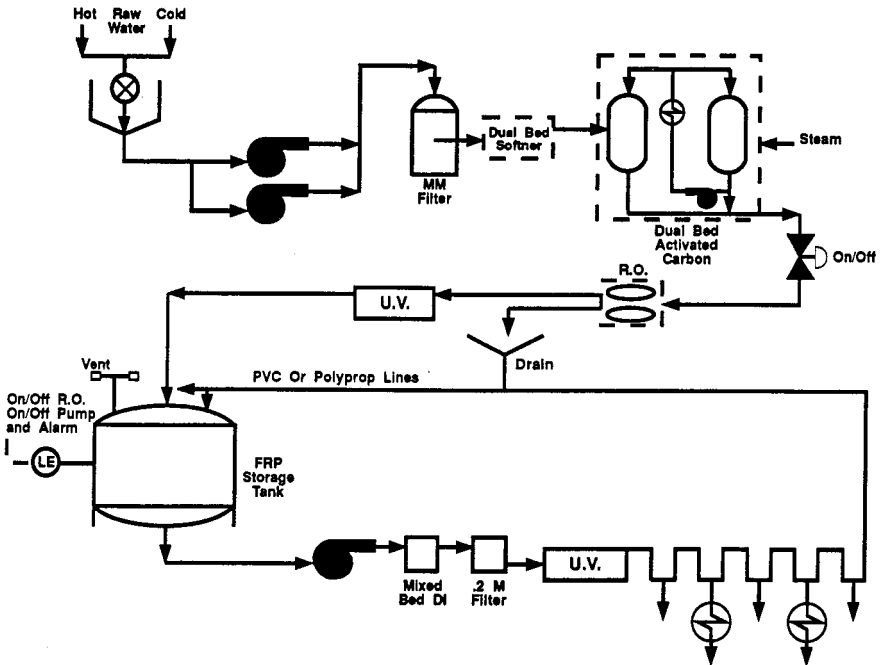 Hot Raw Cold
Water
Dual Bed
Softner
MM
Filter
Steam
Dual Bed
Activated
Carbon
On/Off
R.O.
U.V.
Drain
Vent
PVC Or Polyprop Lines
On/Off R.O.
On/Off Pump
and Alarm
LE
FRP
Storage
Tank
Mixed
Bed DI
.2 M
Filter
U.V.